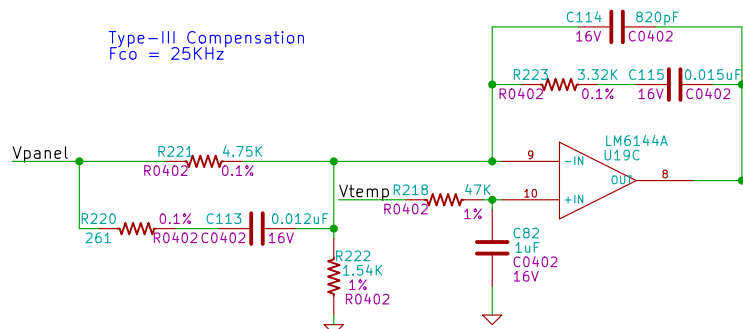 C114 820pF
16V C0402
Type-III Compensation
Fco = 25KHz
R223 3.32K C115 0.015uF
R0402 0.1% 16V C0402
LM6144A
U19C
Vpanel
R221 4.75K
R0402 0.1%
9 -IN
OUT 8
Vtemp R218 47K 10 +IN
R0402 1%
R220 0.1% C113 0.012uF
261 R0402 C0402 16V
C82
1uF
C0402
16V
R222
1.54K
1%
R0402